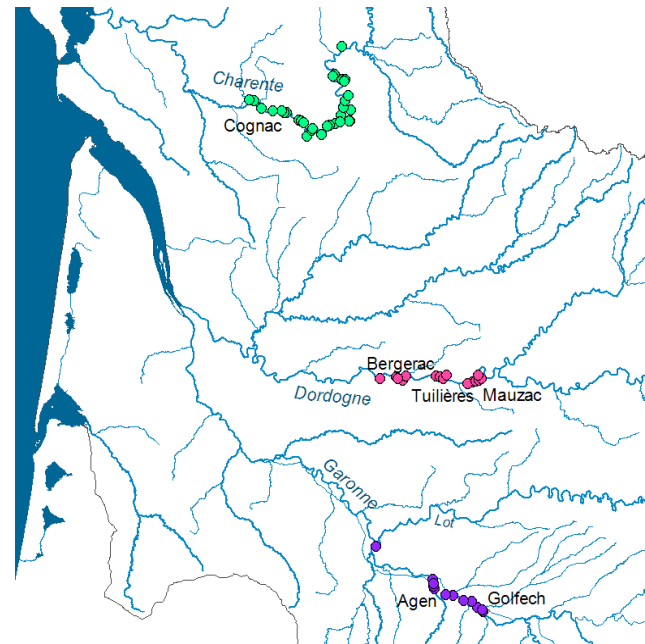 Charente
Cognac
Bergerac
Dordogne
Tuilières
Mauzac
Garonne
Lot
Agen
Golfech